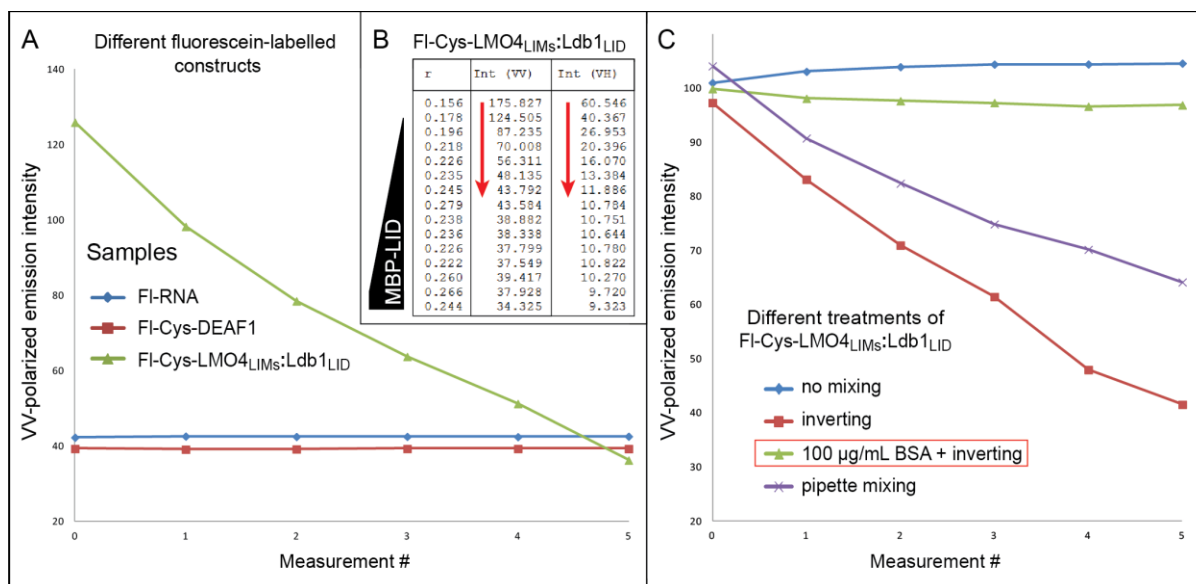 A
Different fluorescein-labelled
constructs
VV-polarized emission intensity
140
120
100
80
60
40
20
0
1
2
3
4
5
Measurement #
Samples
Fl-RNA
Fl-Cys-DEAF1
Fl-Cys-LMO4LIMs:Ldb1LID
B
Fl-Cys-LMO4LIMs:Ldb1LID
r Int (VV) Int (VH)
0.156 175.827 60.546
0.178 124.505 40.367
0.196 87.235 26.953
0.218 70.008 20.396
0.226 56.311 16.070
0.235 48.135 13.384
0.245 43.792 11.886
0.279 43.584 10.784
0.238 38.882 10.751
0.236 38.338 10.644
0.226 37.799 10.780
0.222 37.549 10.822
0.260 39.417 10.270
0.266 37.928 9.720
0.244 34.325 9.323
MBP-LID
C
VV-polarized emission intensity
100
90
80
70
60
50
40
30
20
0
1
2
3
4
5
Measurement #
Different treatments of
Fl-Cys-LMO4LIMs:Ldb1LID
no mixing
inverting
100 µg/mL BSA + inverting
pipette mixing